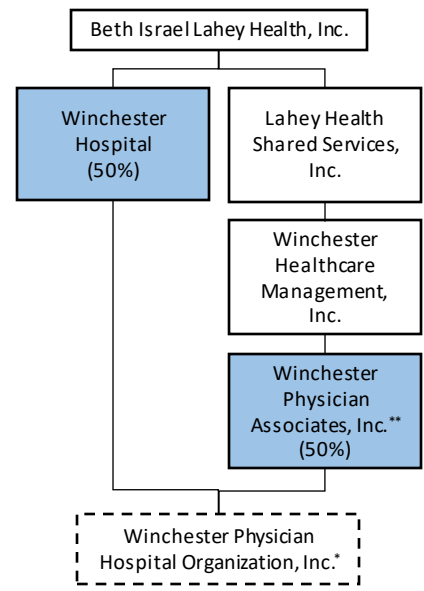 Beth Israel Lahey Health, Inc.
Winchester
Hospital
(50%)
Lahey Health
Shared Services,
Inc.
Winchester
Healthcare
Management,
Inc.
Winchester
Physician
Associates, Inc.**
(50%)
Winchester Physician
Hospital Organization, Inc.*